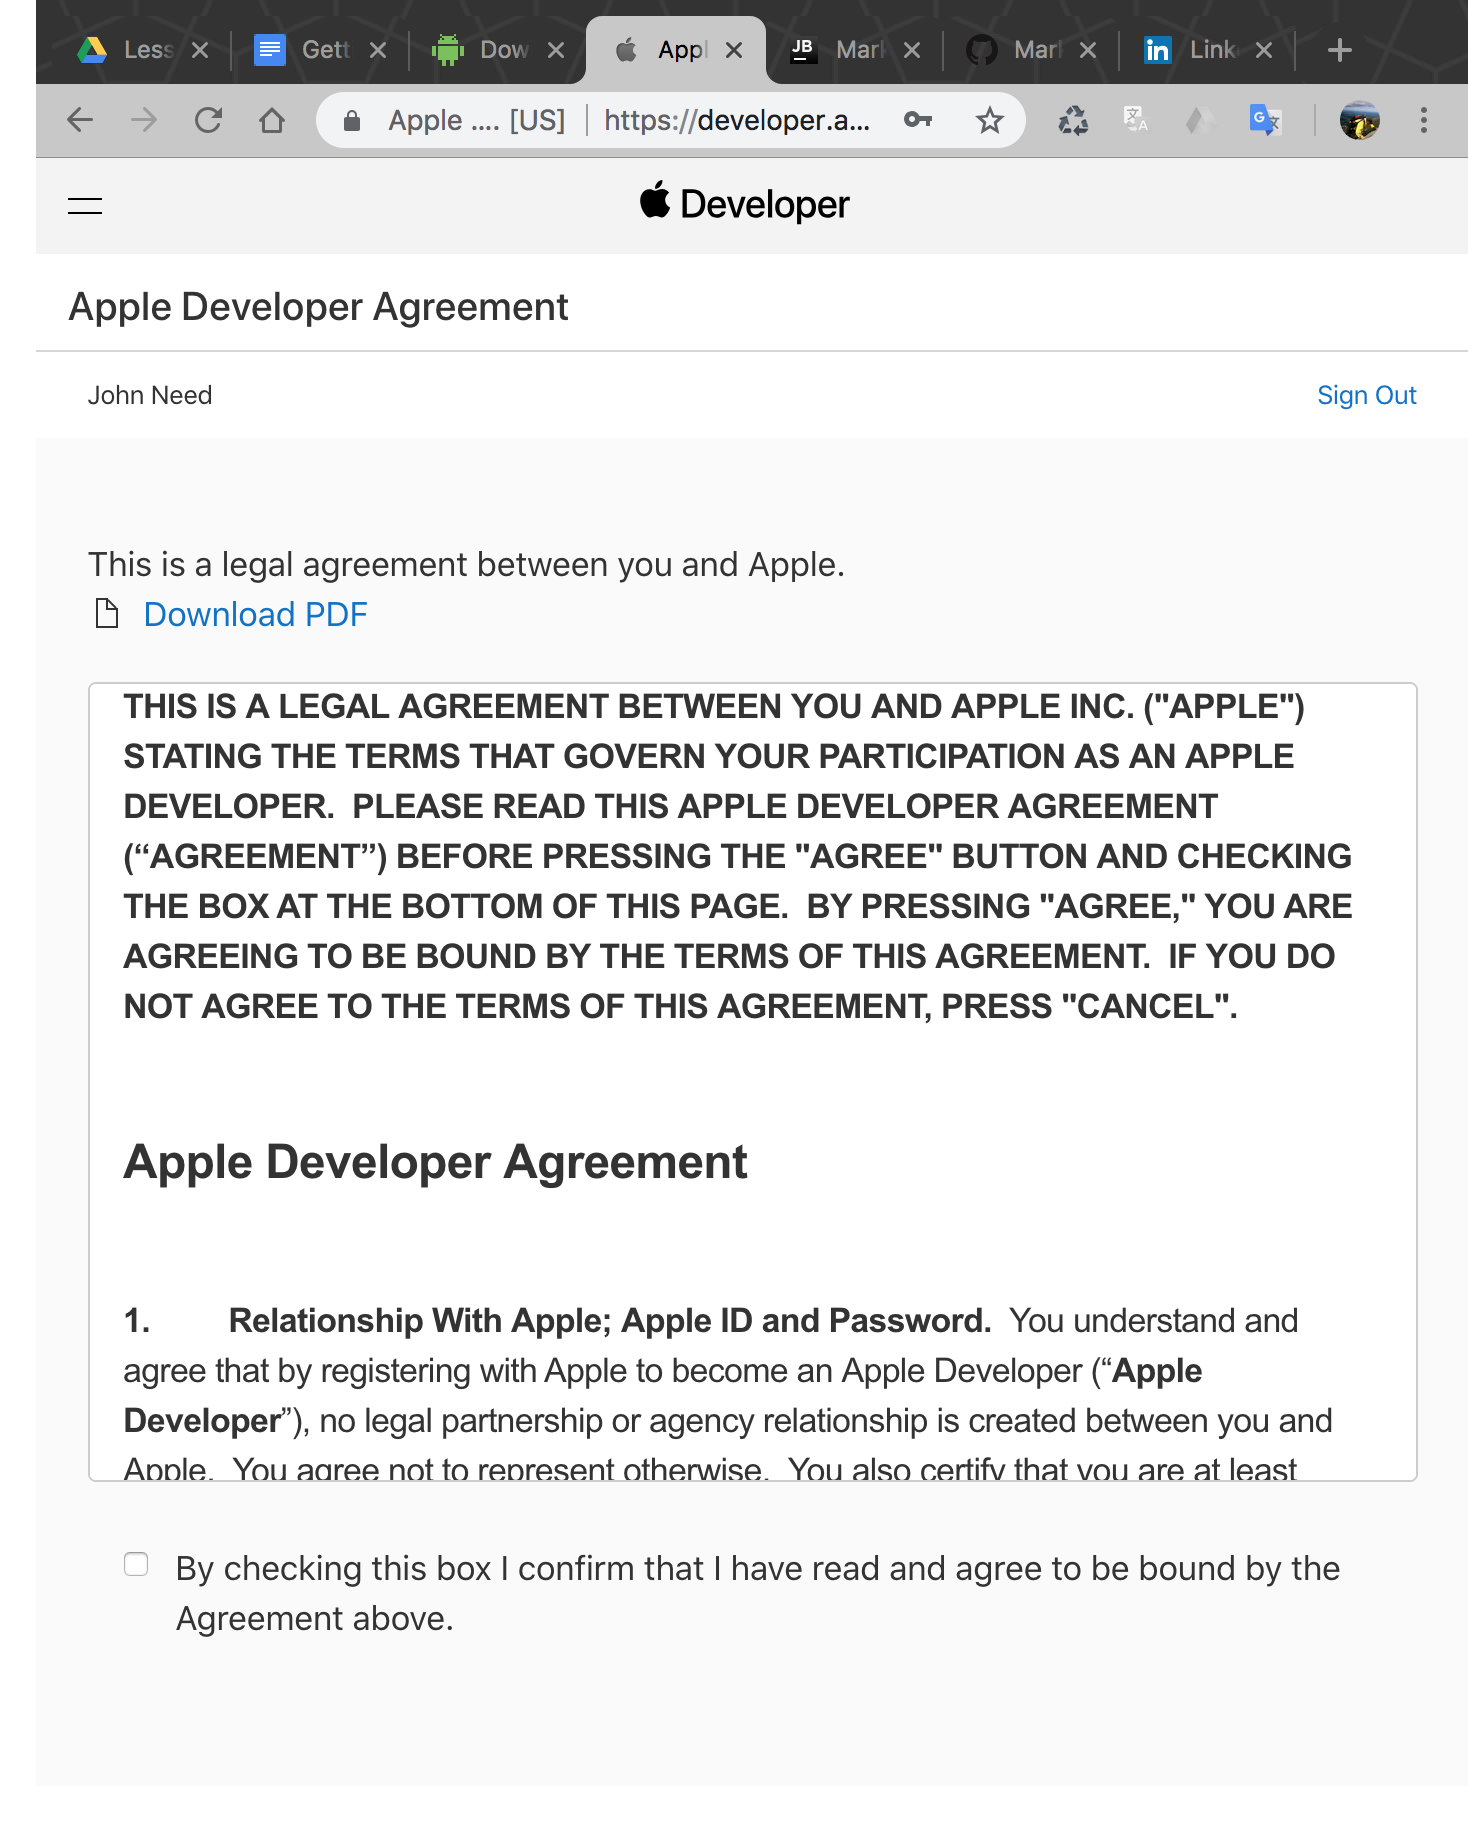 Less Gett Dow Appl JB Mark Mar Link
Apple .... [US] https://developer.a...
Developer
Apple Developer Agreement
John Need Sign Out
This is a legal agreement between you and Apple.
Download PDF
THIS IS A LEGAL AGREEMENT BETWEEN YOU AND APPLE INC. ("APPLE")
STATING THE TERMS THAT GOVERN YOUR PARTICIPATION AS AN APPLE
DEVELOPER.  PLEASE READ THIS APPLE DEVELOPER AGREEMENT
(“AGREEMENT”) BEFORE PRESSING THE "AGREE" BUTTON AND CHECKING
THE BOX AT THE BOTTOM OF THIS PAGE.  BY PRESSING "AGREE," YOU ARE
AGREEING TO BE BOUND BY THE TERMS OF THIS AGREEMENT.  IF YOU DO
NOT AGREE TO THE TERMS OF THIS AGREEMENT, PRESS "CANCEL".
Apple Developer Agreement
1. Relationship With Apple; Apple ID and Password.  You understand and
agree that by registering with Apple to become an Apple Developer (“Apple
Developer”), no legal partnership or agency relationship is created between you and
Apple.  You agree not to represent otherwise.  You also certify that you are at least
By checking this box I confirm that I have read and agree to be bound by the
Agreement above.